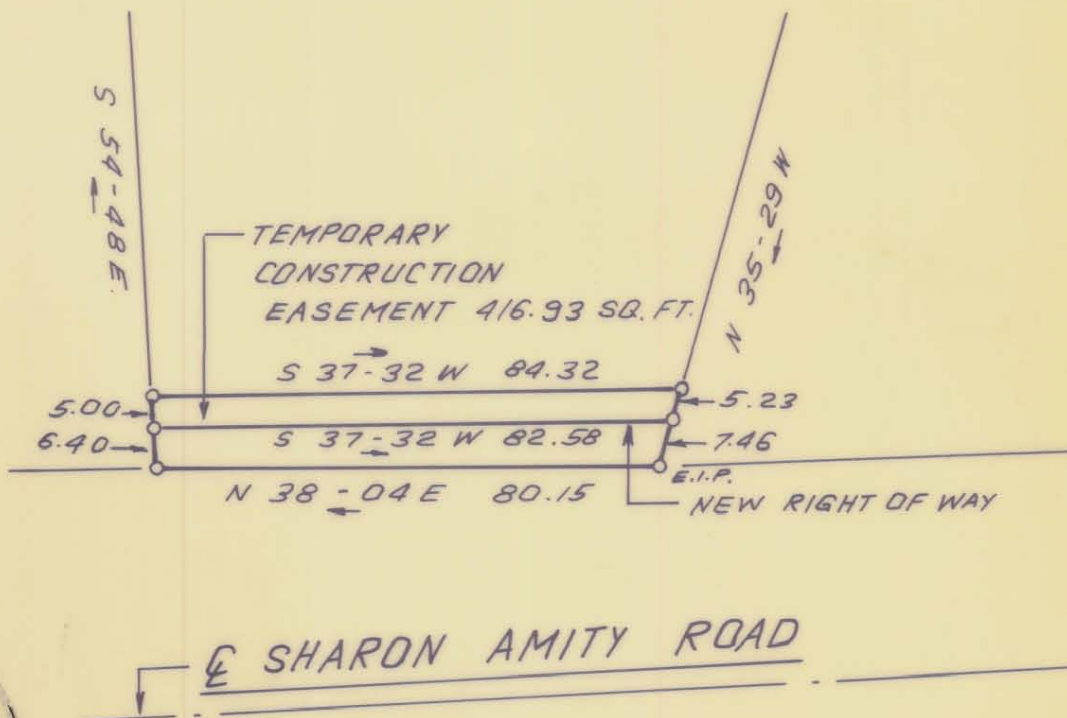 S 54-48 E.
N 35-29 W
TEMPORARY
CONSTRUCTION
EASEMENT 416.93 SQ. FT.
S 37-32 W 84.32
5.00
5.23
6.40
S 37-32 W 82.58
7.46
E.I.P.
N 38-04 E 80.15
NEW RIGHT OF WAY
℄ SHARON AMITY ROAD